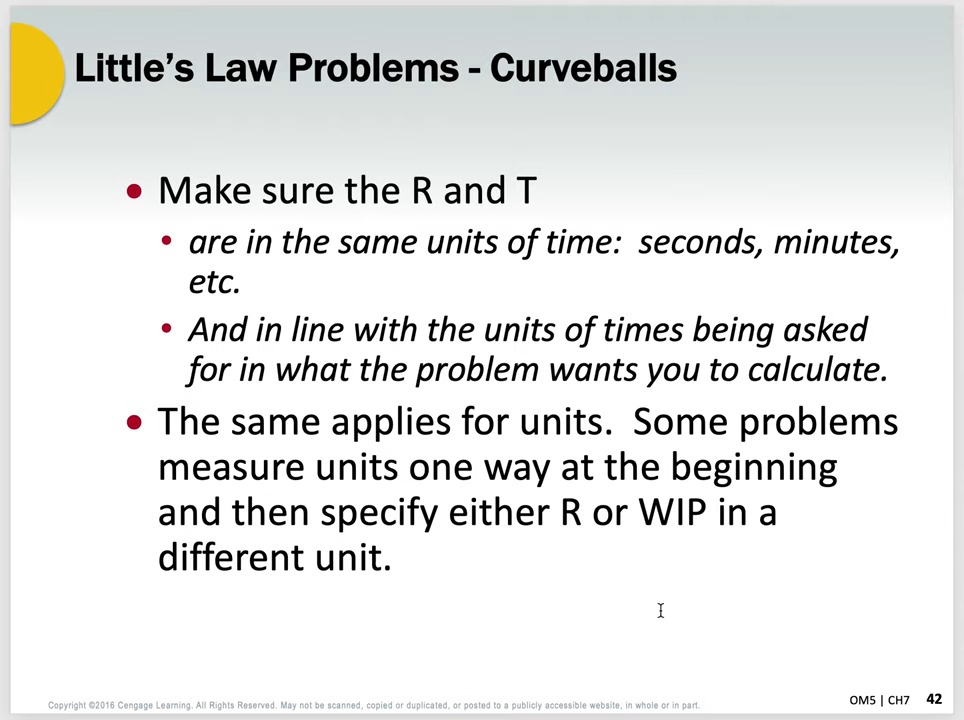 Little's Law Problems - Curveballs
• Make sure the R and T
• are in the same units of time:  seconds, minutes,
etc.
• And in line with the units of times being asked
for in what the problem wants you to calculate.
• The same applies for units.  Some problems
measure units one way at the beginning
and then specify either R or WIP in a
different unit.
Copyright ©2016 Cengage Learning. All Rights Reserved. May not be scanned, copied or duplicated, or posted to a publicly accessible website, in whole or in part.
OM5 | CH7 42